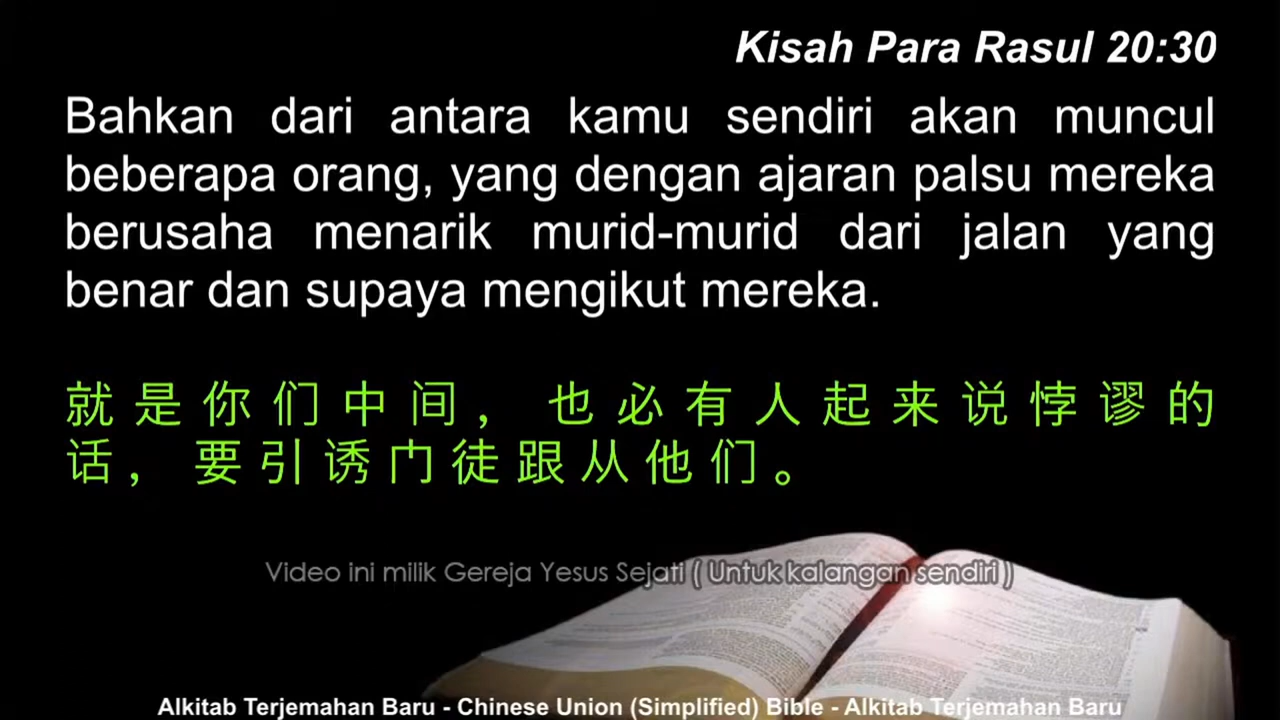 Kisah Para Rasul 20:30
Bahkan dari antara kamu sendiri akan muncul
beberapa orang, yang dengan ajaran palsu mereka
berusaha menarik murid-murid dari jalan yang
benar dan supaya mengikut mereka.
就是你们中间，也必有人起来说悖谬的
话，要引诱门徒跟从他们。
Video ini milik Gereja Yesus Sejati ( Untuk kalangan sendiri )
Alkitab Terjemahan Baru - Chinese Union (Simplified) Bible - Alkitab Terjemahan Baru